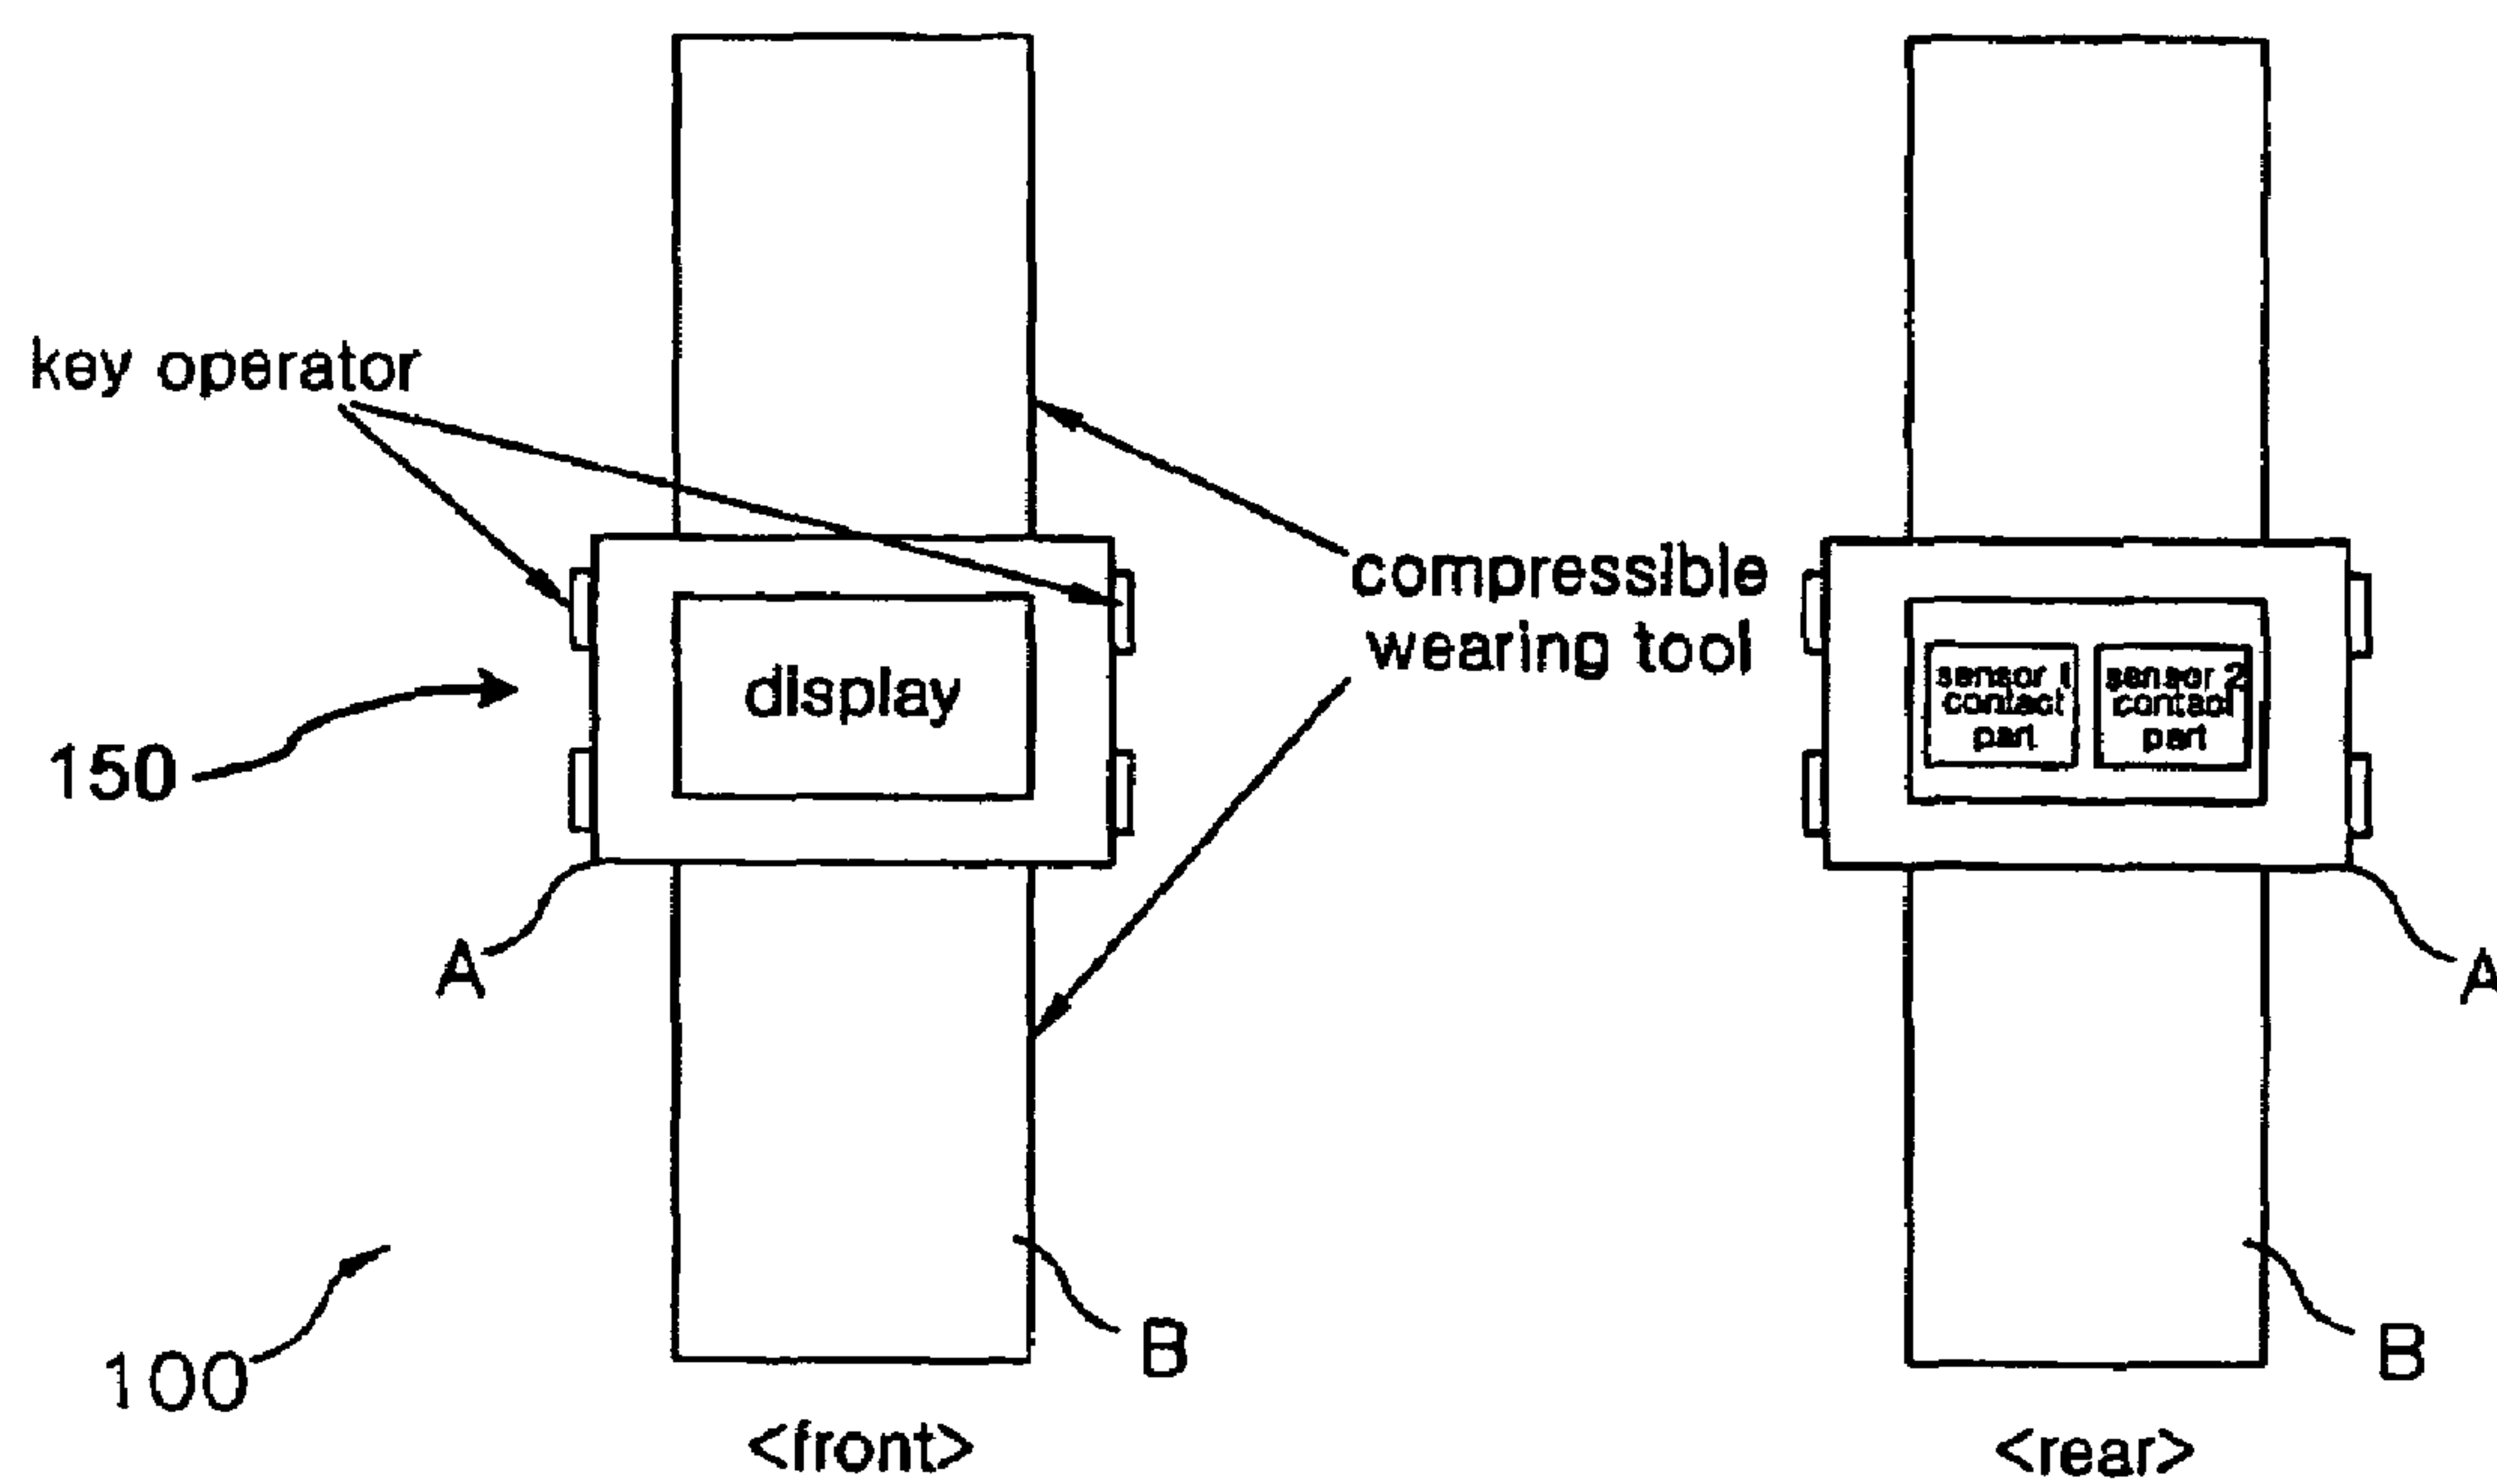 key operator
compressible
wearing tool
display
sensor 1
contact
part
sensor 2
contact
part
150
A
A
100
B
B
<front>
<rear>